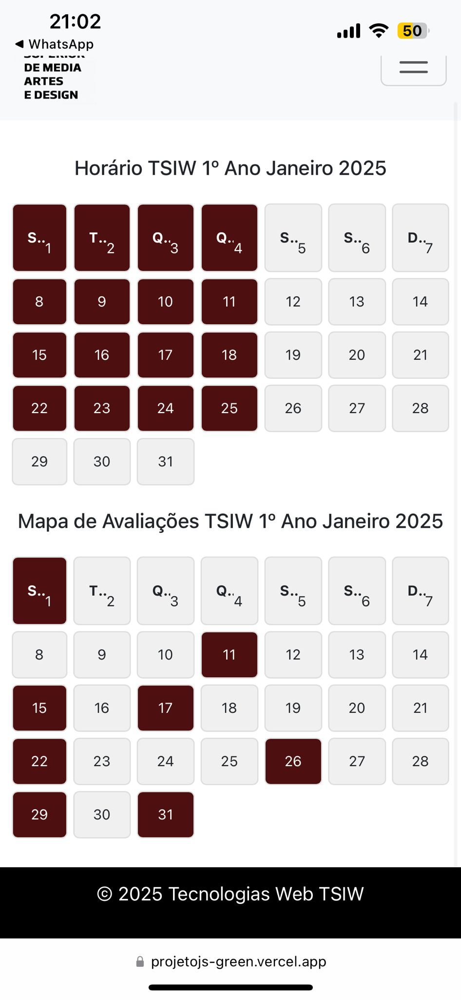 21:02
50
WhatsApp
SUPERIOR
DE MEDIA
ARTES
E DESIGN
Horário TSIW 1º Ano Janeiro 2025
S.. 1 T.. 2 Q.. 3 Q.. 4 S.. 5 S.. 6 D.. 7
8 9 10 11 12 13 14
15 16 17 18 19 20 21
22 23 24 25 26 27 28
29 30 31
Mapa de Avaliações TSIW 1º Ano Janeiro 2025
S.. 1 T.. 2 Q.. 3 Q.. 4 S.. 5 S.. 6 D.. 7
8 9 10 11 12 13 14
15 16 17 18 19 20 21
22 23 24 25 26 27 28
29 30 31
© 2025 Tecnologias Web TSIW
projetojs-green.vercel.app